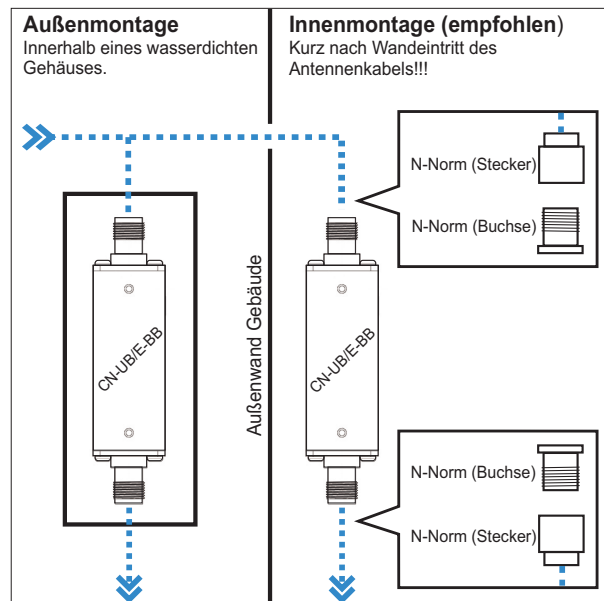 Außenmontage
Innerhalb eines wasserdichten
Gehäuses.
Innenmontage (empfohlen)
Kurz nach Wandeintritt des
Antennenkabels!!!
N-Norm (Stecker)
N-Norm (Buchse)
CN-UB/E-BB
Außenwand Gebäude
CN-UB/E-BB
N-Norm (Buchse)
N-Norm (Stecker)